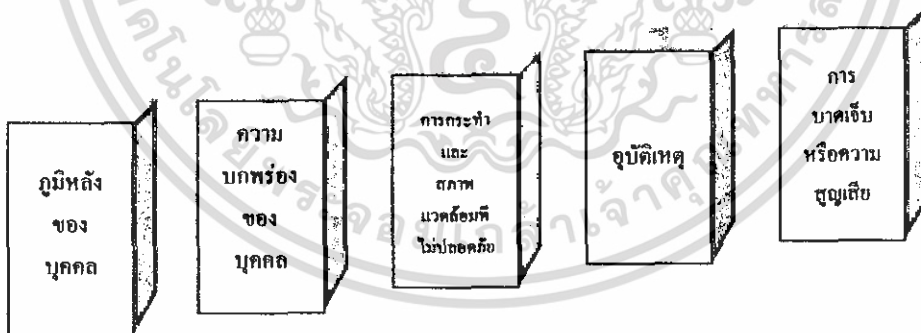 ภูมิหลัง
ของ
บุคคล
ความ
บกพร่อง
ของ
บุคคล
การกระทำ
และ
สภาพ
แวดล้อมที่
ไม่ปลอดภัย
อุบัติเหตุ
การ
บาดเจ็บ
หรือความ
สูญเสีย